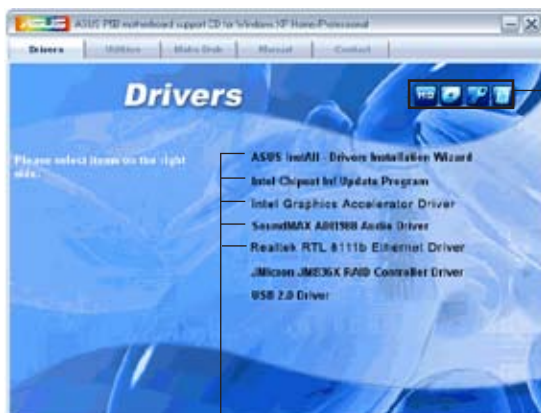 ASUS
ASUS P5B motherboard support CD for Windows XP Home/Professional
Drivers
Utilities
Make Disk
Manual
Contact
Drivers
Please select items on the right
side.
ASUS InstAll - Drivers Installation Wizard
Intel Chipset Inf Update Program
Intel Graphics Accelerator Driver
SoundMAX Audio Driver
Realtek RTL 8111b Ethernet Driver
JMicron JMB36X RAID Controller Driver
USB 2.0 Driver